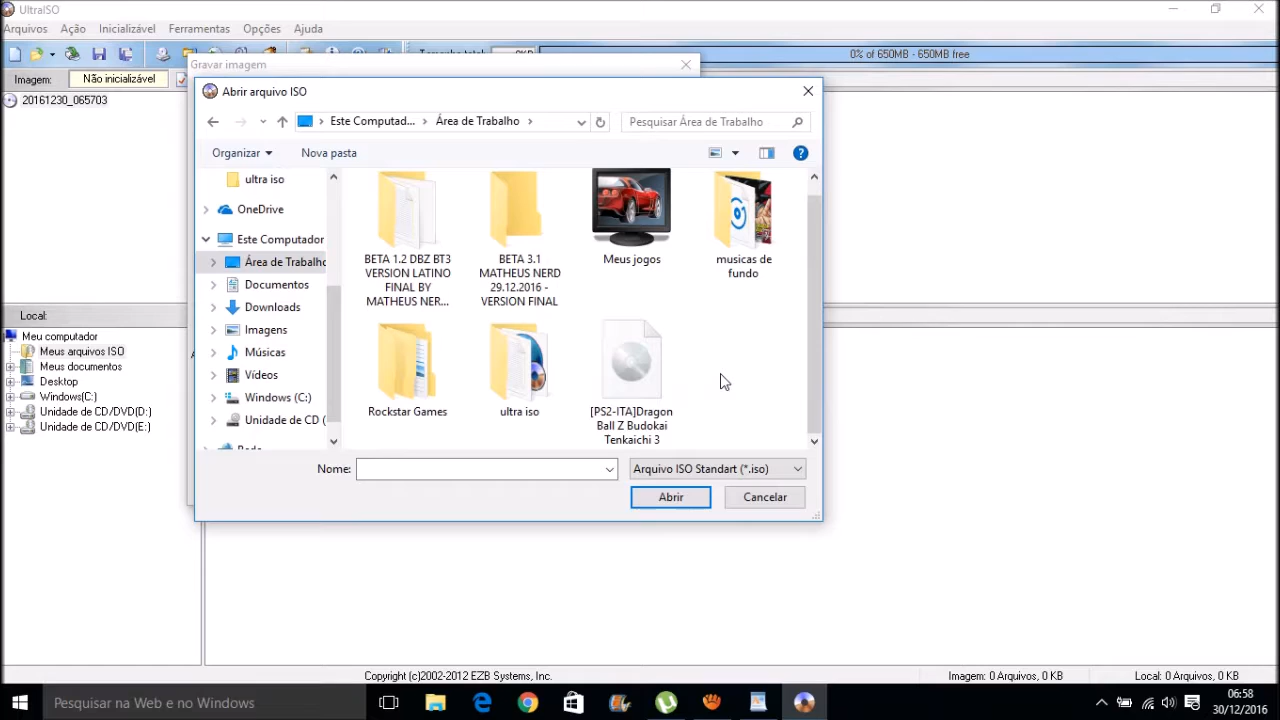 UltraISO
Arquivos Ação Inicializável Ferramentas Opções Ajuda
0% of 650MB - 650MB free
Imagem: Não inicializável
20161230_065703
Gravar imagem
Abrir arquivo ISO
Este Computad... Área de Trabalho
Pesquisar Área de Trabalho
Organizar Nova pasta
ultra iso
OneDrive
Este Computador
Área de Trabalho
Documentos
Downloads
Imagens
Músicas
Vídeos
Windows (C:)
Unidade de CD (
BETA 1.2 DBZ BT3
VERSION LATINO
FINAL BY
MATHEUS NER...
BETA 3.1
MATHEUS NERD
29.12.2016 -
VERSION FINAL
Meus jogos
musicas de
fundo
Rockstar Games
ultra iso
[PS2-ITA]Dragon
Ball Z Budokai
Tenkaichi 3
Nome:
Arquivo ISO Standart (*.iso)
Abrir
Cancelar
Local:
Meu computador
Meus arquivos ISO
Meus documentos
Desktop
Windows(C:)
Unidade de CD/DVD(D:)
Unidade de CD/DVD(E:)
Copyright (c)2002-2012 EZB Systems, Inc.
Imagem: 0 Arquivos, 0 KB
Local: 0 Arquivos, 0 KB
Pesquisar na Web e no Windows
06:58
30/12/2016